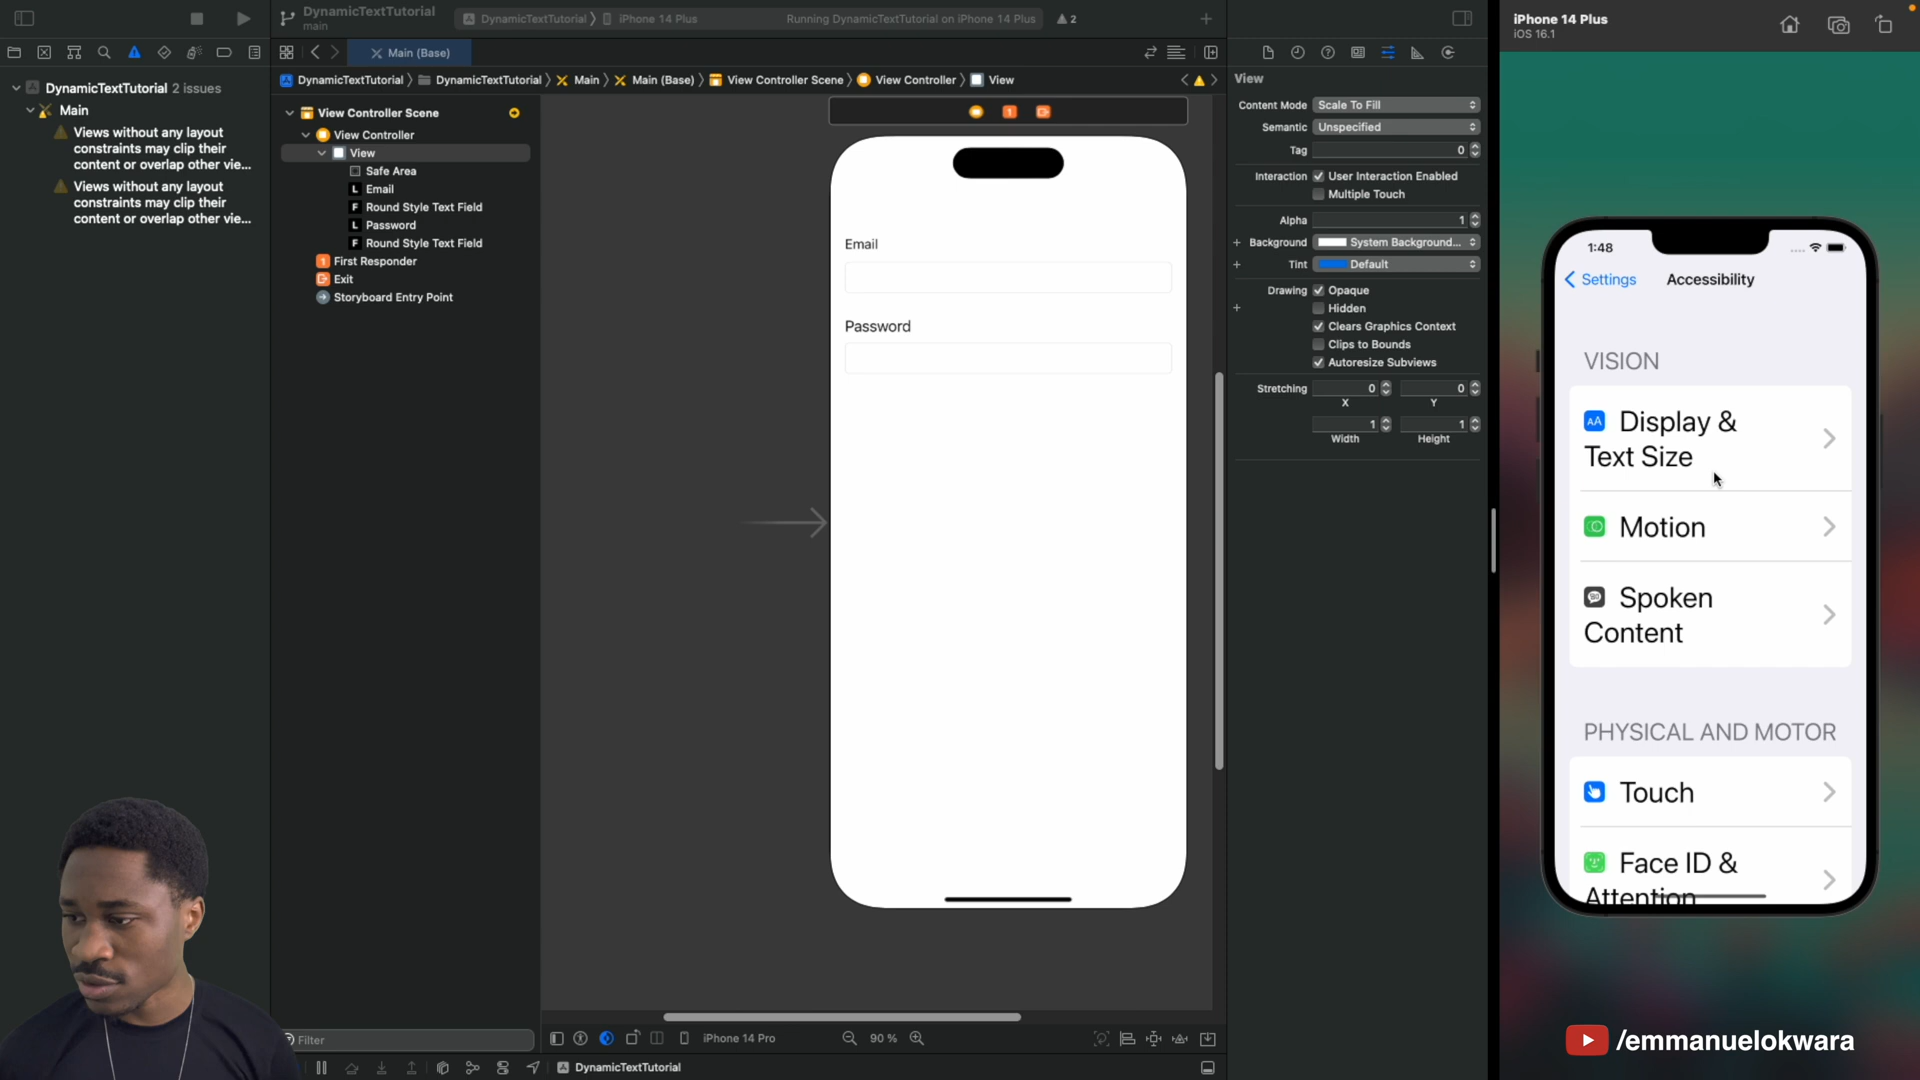 DynamicTextTutorial
main
DynamicTextTutorial
iPhone 14 Plus
Running DynamicTextTutorial on iPhone 14 Plus
2
Main (Base)
DynamicTextTutorial
DynamicTextTutorial
Main
Main (Base)
View Controller Scene
View Controller
View
DynamicTextTutorial 2 issues
Main
Views without any layout
constraints may clip their
content or overlap other vie...
Views without any layout
constraints may clip their
content or overlap other vie...
View Controller Scene
View Controller
View
Safe Area
L Email
F Round Style Text Field
L Password
F Round Style Text Field
1 First Responder
Exit
Storyboard Entry Point
Filter
1
Email
Password
iPhone 14 Pro
90 %
DynamicTextTutorial
View
Content Mode Scale To Fill
Semantic Unspecified
Tag 0
Interaction User Interaction Enabled
Multiple Touch
Alpha 1
Background System Background...
Tint Default
Drawing Opaque
Hidden
Clears Graphics Context
Clips to Bounds
Autoresize Subviews
Stretching 0 0
X Y
1 1
Width Height
iPhone 14 Plus
iOS 16.1
1:48
Settings
Accessibility
VISION
AA Display &
Text Size
Motion
Spoken
Content
PHYSICAL AND MOTOR
Touch
Face ID &
Attention
/emmanuelokwara